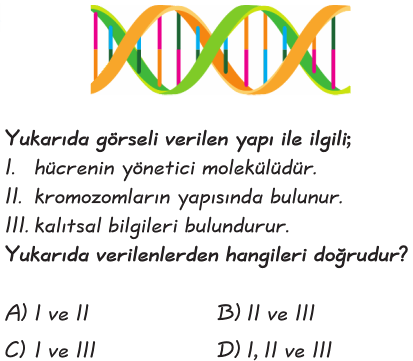 Yukarıda görseli verilen yapı ile ilgili;
I. hücrenin yönetici molekülüdür.
II. kromozomların yapısında bulunur.
III. kalıtsal bilgileri bulundurur.
Yukarıda verilenlerden hangileri doğrudur?
A) I ve II B) II ve III
C) I ve III D) I, II ve III